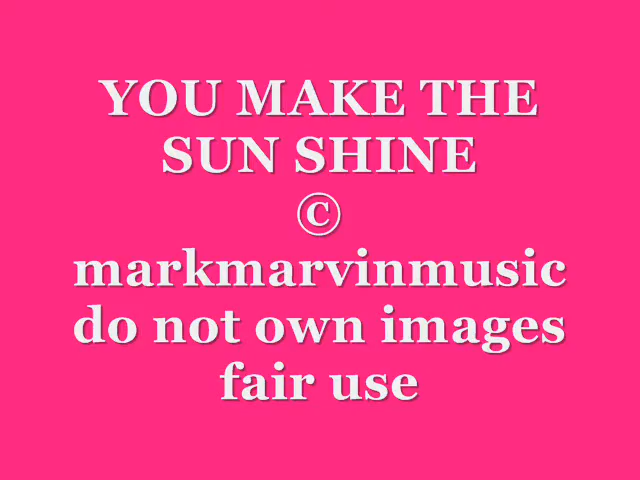 YOU MAKE THE
SUN SHINE
©
markmarvinmusic
do not own images
fair use